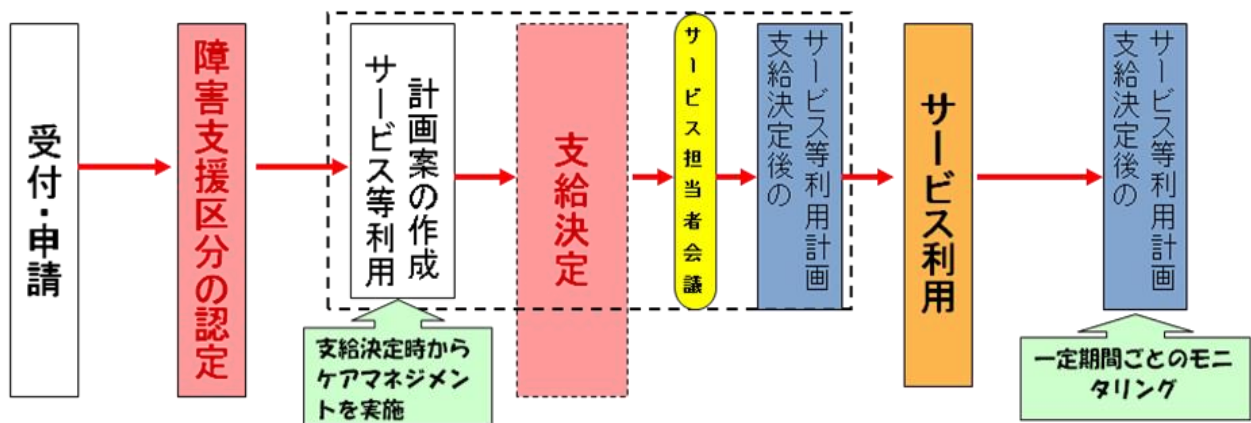 受付・申請
障害支援区分の認定
サービス等利用
計画案の作成
支給決定時から
ケアマネジメン
トを実施
支給決定
サービス担当者会議
支給決定後の
サービス等利用計画
サービス利用
支給決定後の
サービス等利用計画
一定期間ごとのモニ
タリング